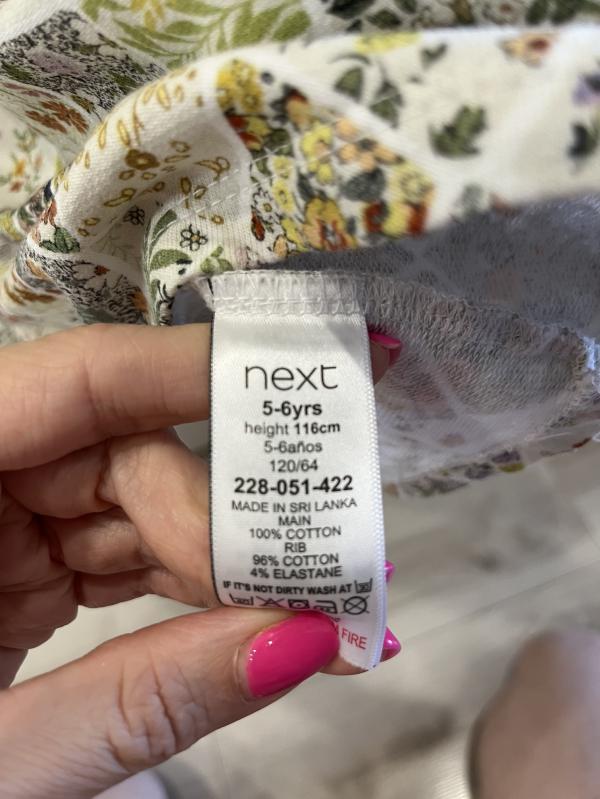 next
5-6yrs
height 116cm
5-6años
120/64
228-051-422
MADE IN SRI LANKA
MAIN
100% COTTON
RIB
96% COTTON
4% ELASTANE
IF IT'S NOT DIRTY WASH AT
FIRE